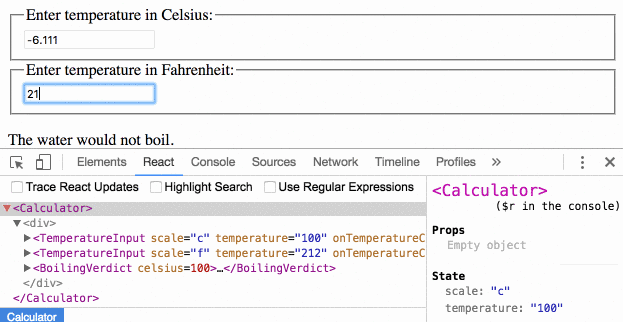 Enter temperature in Celsius:
-6.111
Enter temperature in Fahrenheit:
21
The water would not boil.
Elements React Console Sources Network Timeline Profiles »
Trace React Updates Highlight Search Use Regular Expressions
<Calculator>
($r in the console)
▼<Calculator>
▼<div>
▶<TemperatureInput scale="c" temperature="100" onTemperatureC
▶<TemperatureInput scale="f" temperature="212" onTemperatureC
▶<BoilingVerdict celsius=100>…</BoilingVerdict>
</div>
</Calculator>
Props
Empty object
State
scale: "c"
temperature: "100"
Calculator